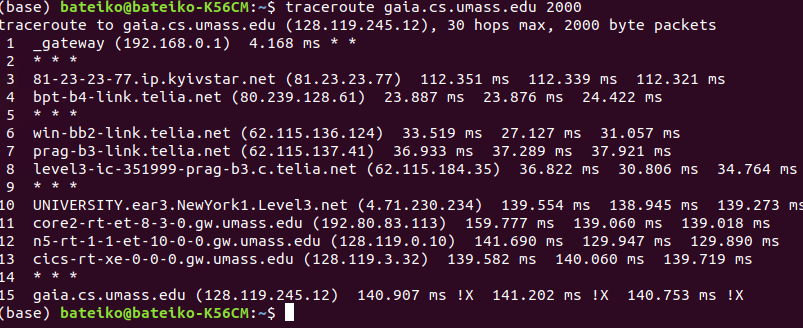 (base) bateiko@bateiko-K56CM:~$ traceroute gaia.cs.umass.edu 2000
traceroute to gaia.cs.umass.edu (128.119.245.12), 30 hops max, 2000 byte packets
 1  _gateway (192.168.0.1)  4.168 ms * *
 2  * * *
 3  81-23-23-77.ip.kyivstar.net (81.23.23.77)  112.351 ms  112.339 ms  112.321 ms
 4  bpt-b4-link.telia.net (80.239.128.61)  23.887 ms  23.876 ms  24.422 ms
 5  * * *
 6  win-bb2-link.telia.net (62.115.136.124)  33.519 ms  27.127 ms  31.057 ms
 7  prag-b3-link.telia.net (62.115.137.41)  36.933 ms  37.289 ms  37.921 ms
 8  level3-ic-351999-prag-b3.c.telia.net (62.115.184.35)  36.822 ms  30.806 ms  34.764 ms
 9  * * *
10  UNIVERSITY.ear3.NewYork1.Level3.net (4.71.230.234)  139.554 ms  138.945 ms  139.273 ms
11  core2-rt-et-8-3-0.gw.umass.edu (192.80.83.113)  159.777 ms  139.060 ms  139.018 ms
12  n5-rt-1-1-et-10-0-0.gw.umass.edu (128.119.0.10)  141.690 ms  129.947 ms  129.890 ms
13  cics-rt-xe-0-0-0.gw.umass.edu (128.119.3.32)  139.582 ms  140.060 ms  139.719 ms
14  * * *
15  gaia.cs.umass.edu (128.119.245.12)  140.907 ms !X  141.202 ms !X  140.753 ms !X
(base) bateiko@bateiko-K56CM:~$